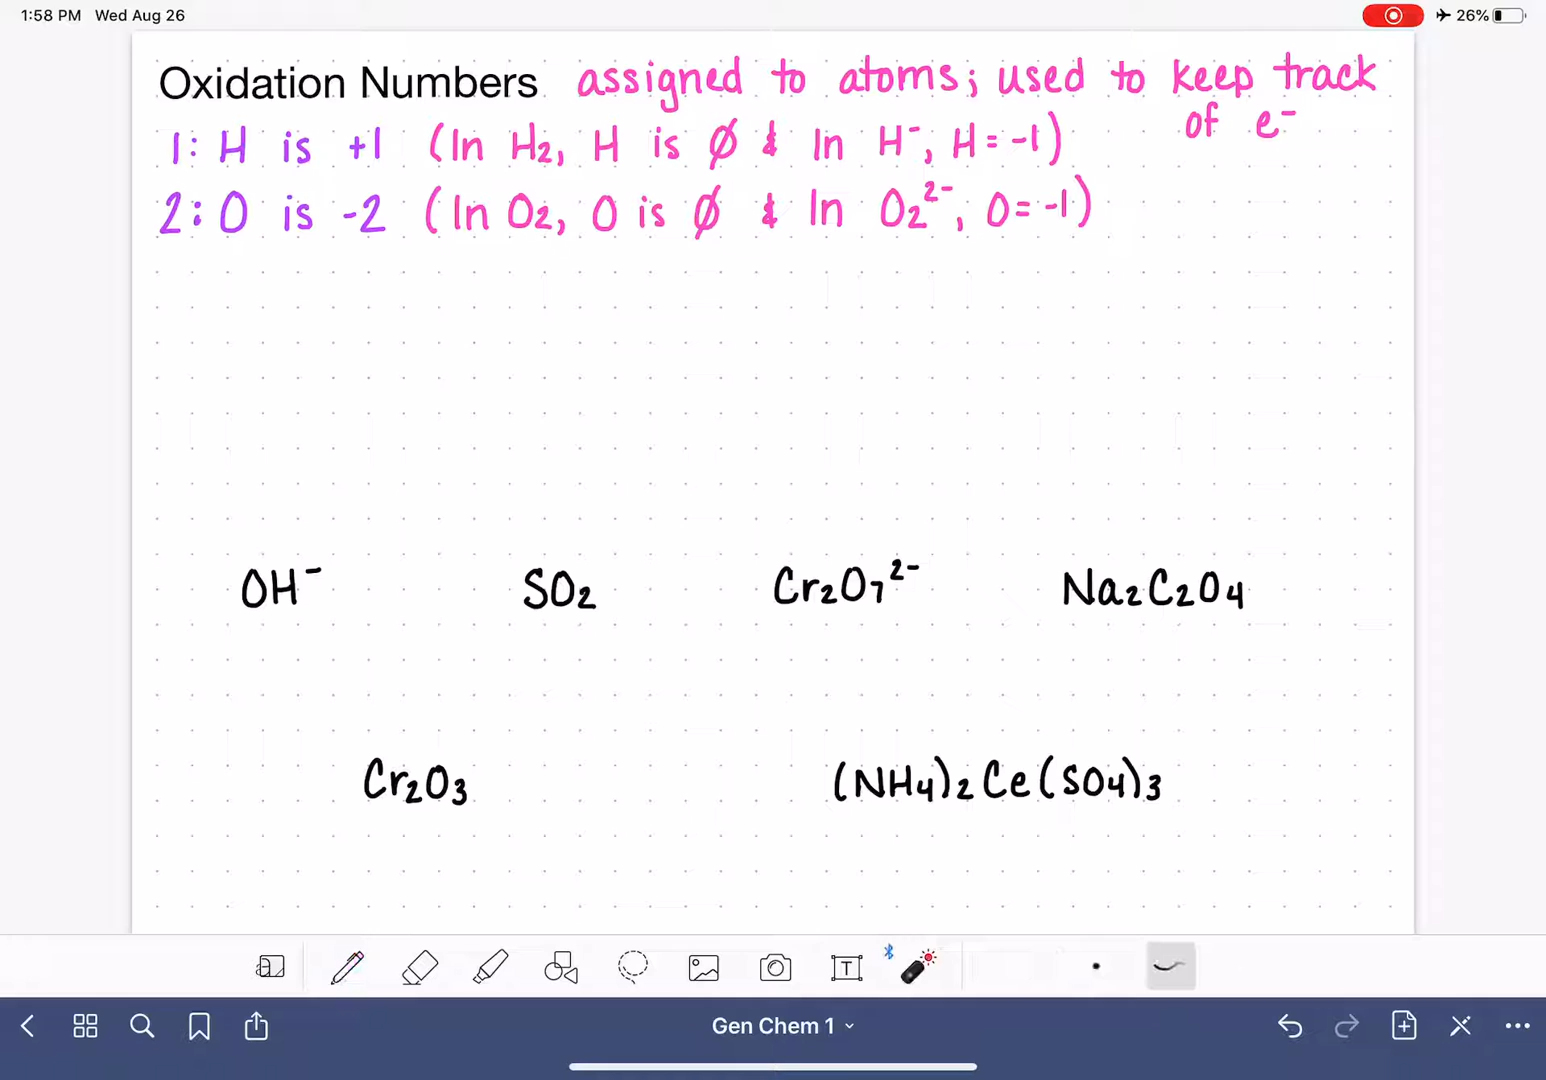 1:58 PM Wed Aug 26
26%
Oxidation Numbers assigned to atoms; used to keep track
of e⁻
1: H is +1 (In H₂, H is Ø & In H⁻, H = -1)
2: O is -2 (In O₂, O is Ø & In O₂²⁻, O = -1)
OH⁻ SO₂ Cr₂O₇²⁻ Na₂C₂O₄
Cr₂O₃ (NH₄)₂Ce(SO₄)₃
T
Gen Chem 1